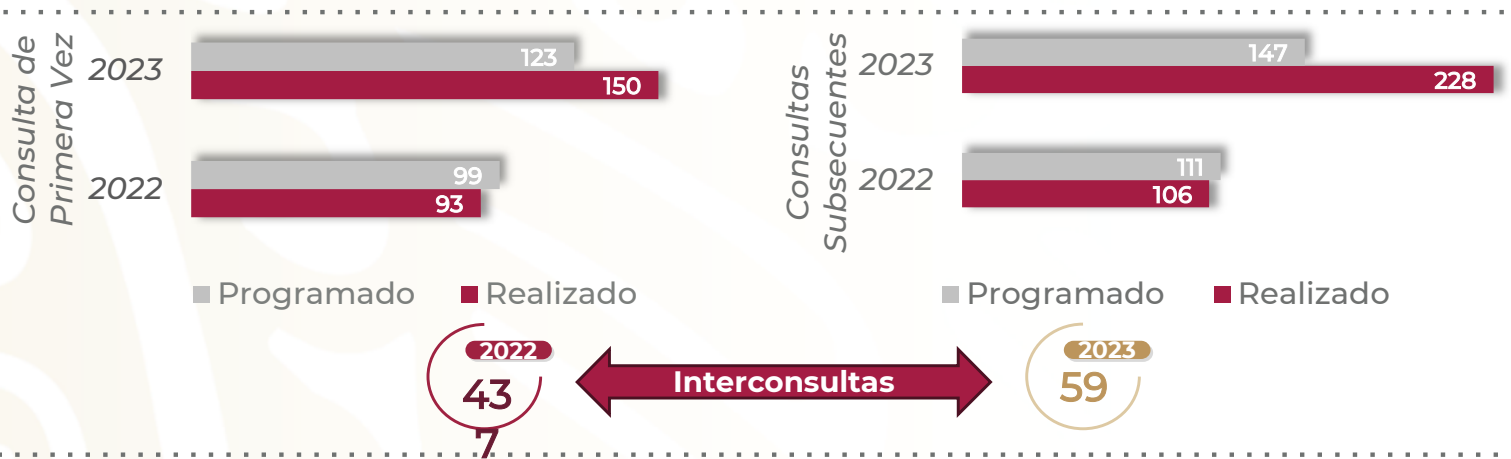 Consulta de
Primera Vez
2023
123
150
2022
99
93
Programado
Realizado
Consultas
Subsecuentes
2023
147
228
2022
111
106
Programado
Realizado
2022
43
7
Interconsultas
2023
59